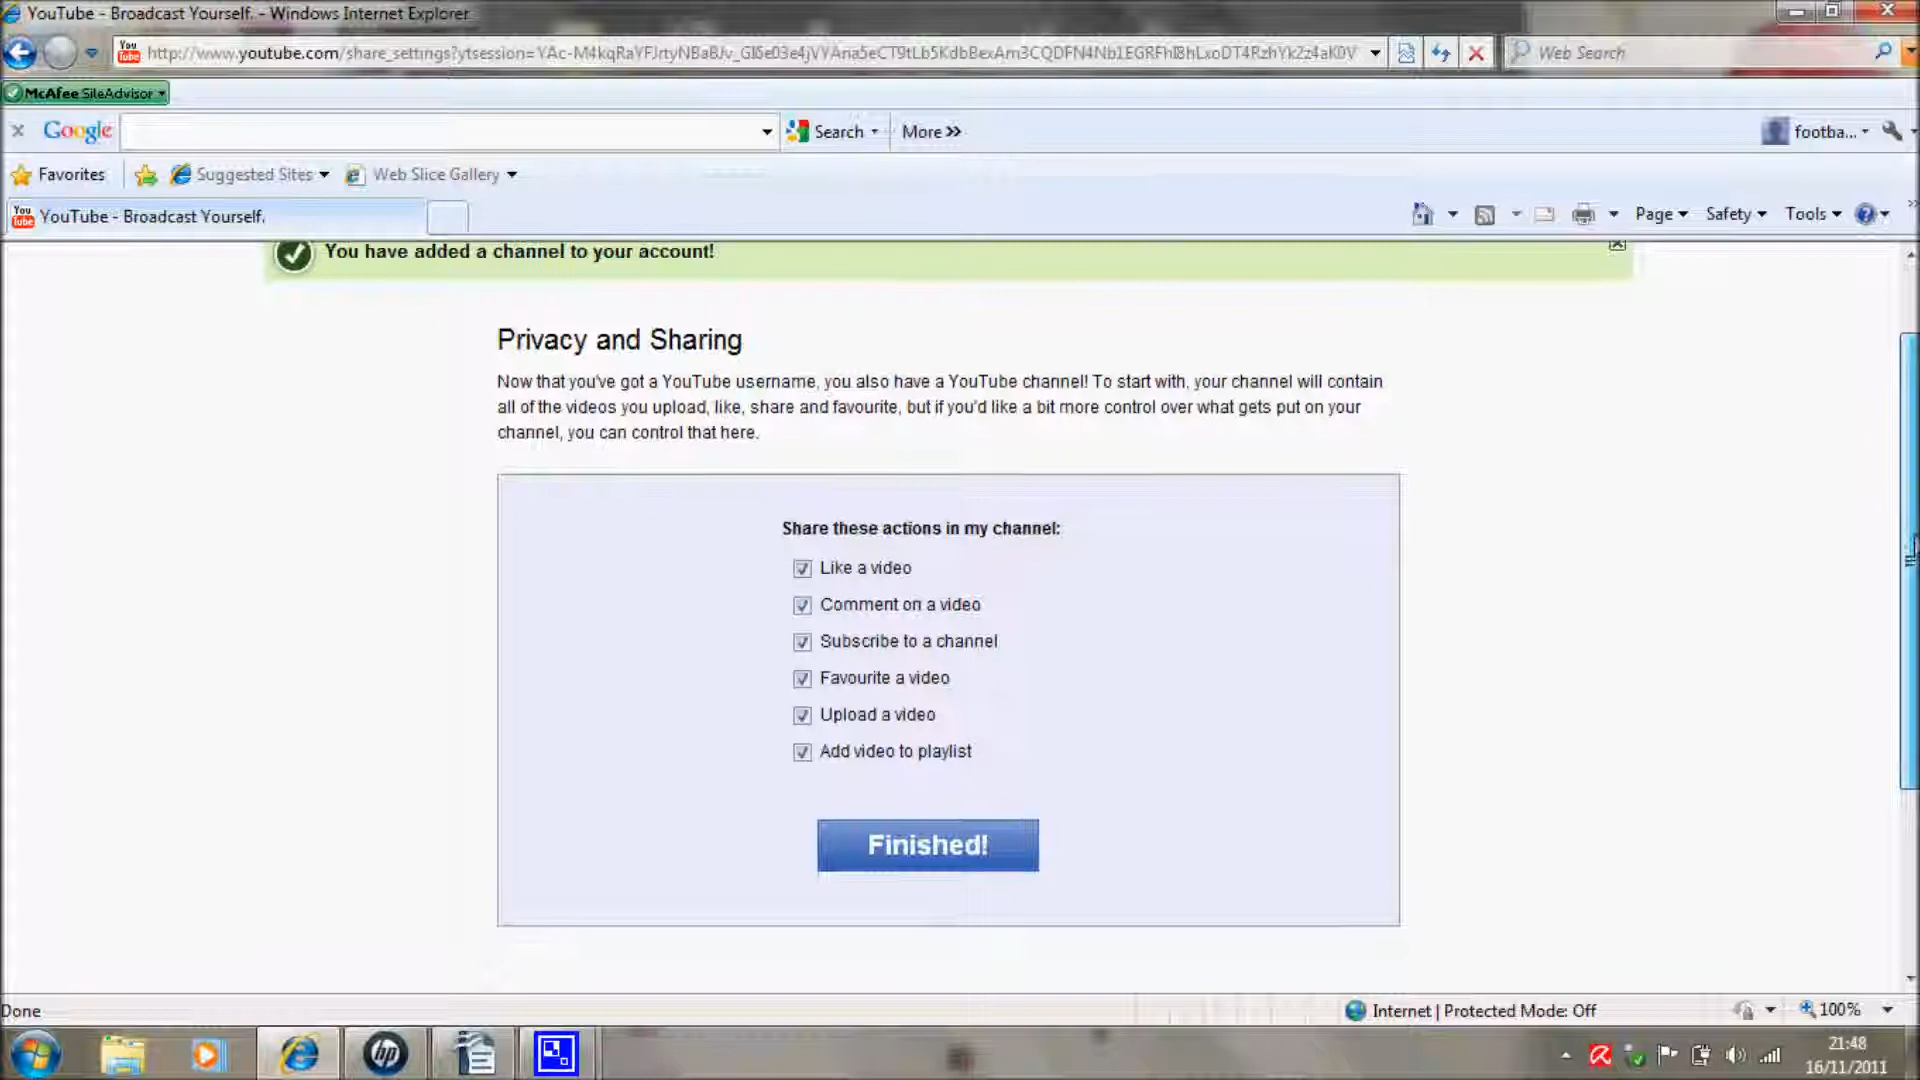 YouTube - Broadcast Yourself. - Windows Internet Explorer
Web Search
McAfee SiteAdvisor
Google
Search
More >>
footba...
Favorites
Suggested Sites
Web Slice Gallery
YouTube - Broadcast Yourself.
Page
Safety
Tools
You have added a channel to your account!
Privacy and Sharing
Now that you've got a YouTube username, you also have a YouTube channel! To start with, your channel will contain
all of the videos you upload, like, share and favourite, but if you'd like a bit more control over what gets put on your
channel, you can control that here.
Share these actions in my channel:
Like a video
Comment on a video
Subscribe to a channel
Favourite a video
Upload a video
Add video to playlist
Finished!
Done
Internet | Protected Mode: Off
100%
21:48
16/11/2011